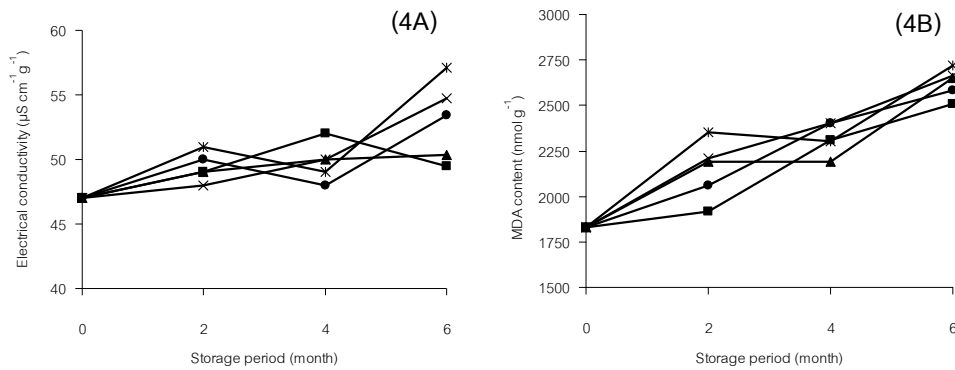 (4A)
60
55
50
45
40
Electrical conductivity (µS cm⁻¹ g⁻¹)
0 2 4 6
Storage period (month)
(4B)
3000
2750
2500
2250
2000
1750
1500
MDA content (nmol g⁻¹)
0 2 4 6
Storage period (month)